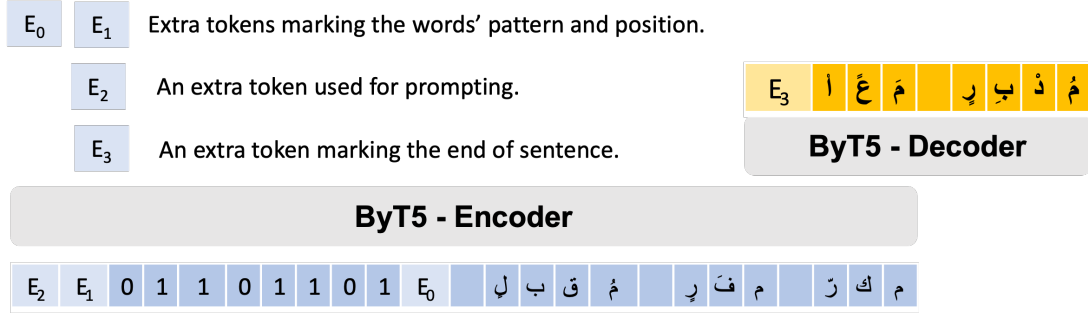 E0 E1 Extra tokens marking the words’ pattern and position.
E2 An extra token used for prompting.
E3 An extra token marking the end of sentence.
مُ دْ بِ رٍ مَ عً اْ E3
ByT5 - Decoder
ByT5 - Encoder
م ك رّ م فَ رٍ مُ ق ب لٍ E0 1 0 1 1 0 1 1 0 E1 E2